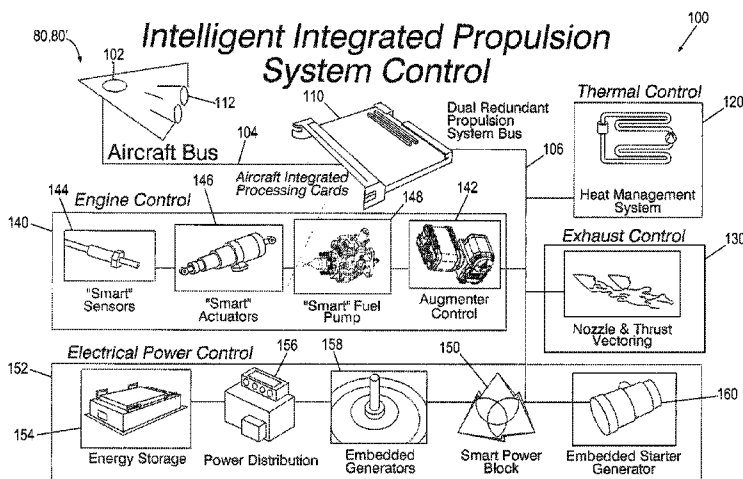 Intelligent Integrated Propulsion
System Control
100
80,80'
102
112
104
Aircraft Bus
110
Aircraft Integrated
Processing Cards
Dual Redundant
Propulsion
System Bus
106
Thermal Control
120
Heat Management
System
Engine Control
140
144
"Smart"
Sensors
146
"Smart"
Actuators
148
"Smart" Fuel
Pump
142
Augmenter
Control
Exhaust Control
130
Nozzle & Thrust
Vectoring
Electrical Power Control
152
154
Energy Storage
156
Power Distribution
158
Embedded
Generators
150
Smart Power
Block
160
Embedded Starter
Generator